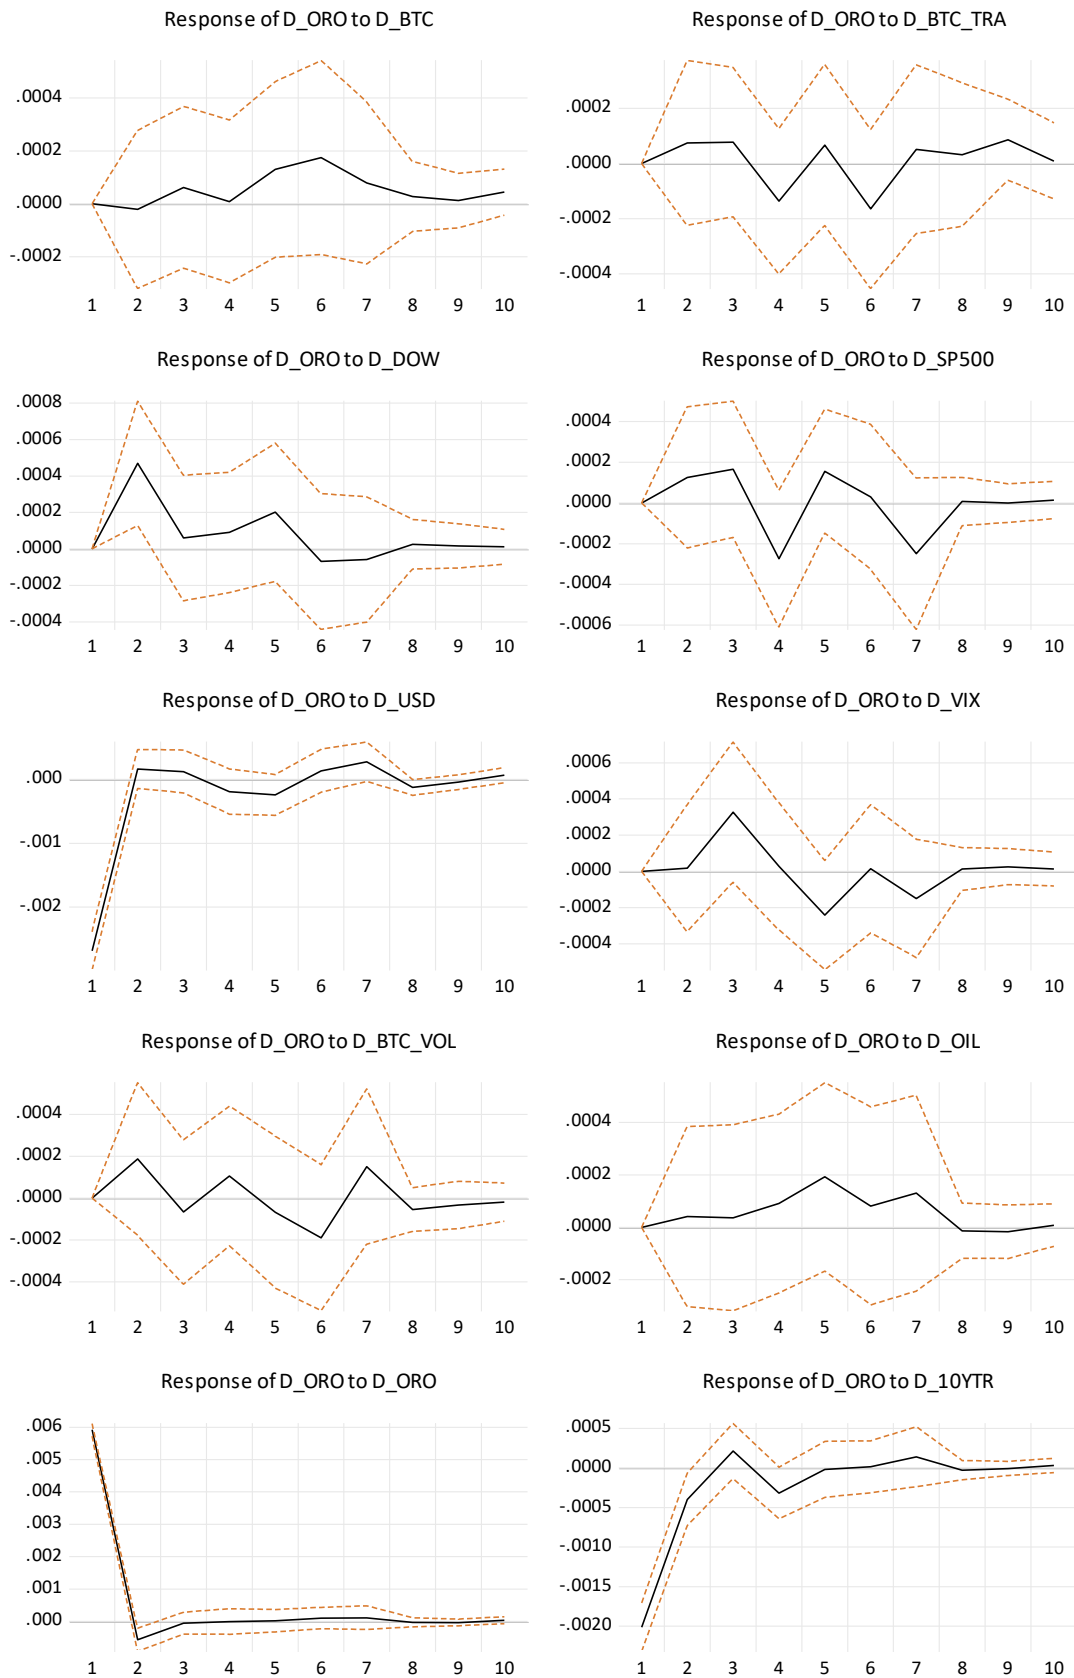 Response of D_ORO to D_BTC
.0004
.0002
.0000
-.0002
1 2 3 4 5 6 7 8 9 10
Response of D_ORO to D_BTC_TRA
.0002
.0000
-.0002
-.0004
1 2 3 4 5 6 7 8 9 10
Response of D_ORO to D_DOW
.0008
.0006
.0004
.0002
.0000
-.0002
-.0004
1 2 3 4 5 6 7 8 9 10
Response of D_ORO to D_SP500
.0004
.0002
.0000
-.0002
-.0004
-.0006
1 2 3 4 5 6 7 8 9 10
Response of D_ORO to D_USD
.000
-.001
-.002
1 2 3 4 5 6 7 8 9 10
Response of D_ORO to D_VIX
.0006
.0004
.0002
.0000
-.0002
-.0004
1 2 3 4 5 6 7 8 9 10
Response of D_ORO to D_BTC_VOL
.0004
.0002
.0000
-.0002
-.0004
1 2 3 4 5 6 7 8 9 10
Response of D_ORO to D_OIL
.0004
.0002
.0000
-.0002
1 2 3 4 5 6 7 8 9 10
Response of D_ORO to D_ORO
.006
.005
.004
.003
.002
.001
.000
1 2 3 4 5 6 7 8 9 10
Response of D_ORO to D_10YTR
.0005
.0000
-.0005
-.0010
-.0015
-.0020
1 2 3 4 5 6 7 8 9 10